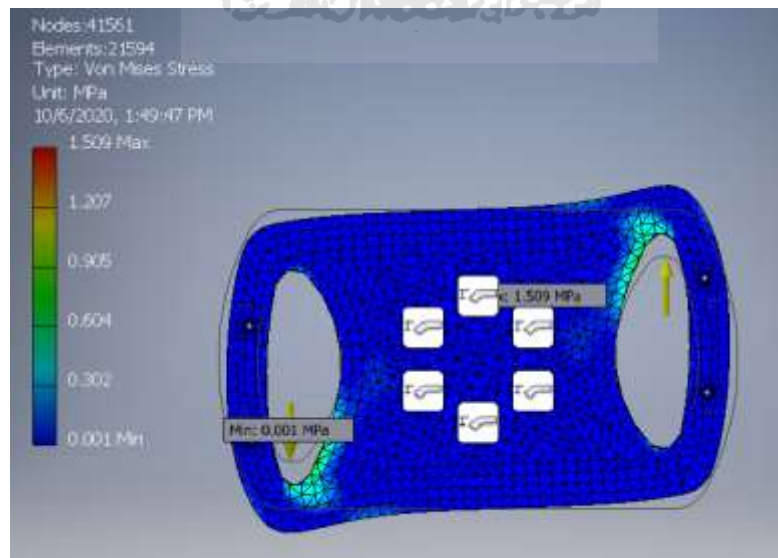 Nodes:41561
Elements:21594
Type: Von Mises Stress
Unit: MPa
10/6/2020, 1:49:47 PM
1.509 Max
1.207
0.905
0.604
0.302
0.001 Min
x: 1.509 MPa
Min: 0.001 MPa